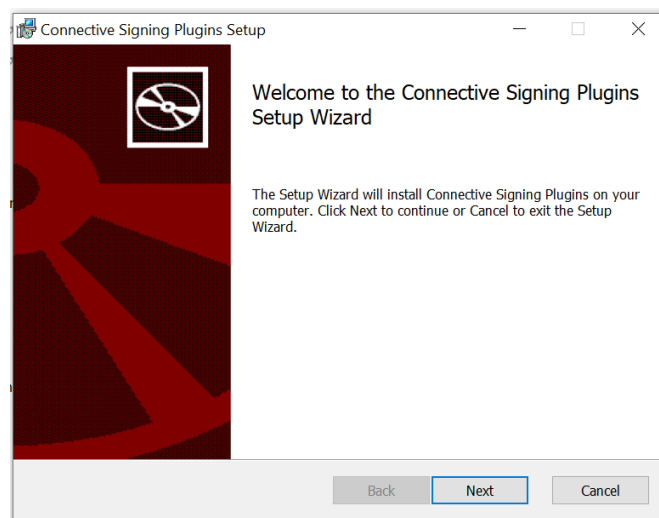 Connective Signing Plugins Setup
Welcome to the Connective Signing Plugins
Setup Wizard
The Setup Wizard will install Connective Signing Plugins on your
computer. Click Next to continue or Cancel to exit the Setup
Wizard.
Back
Next
Cancel